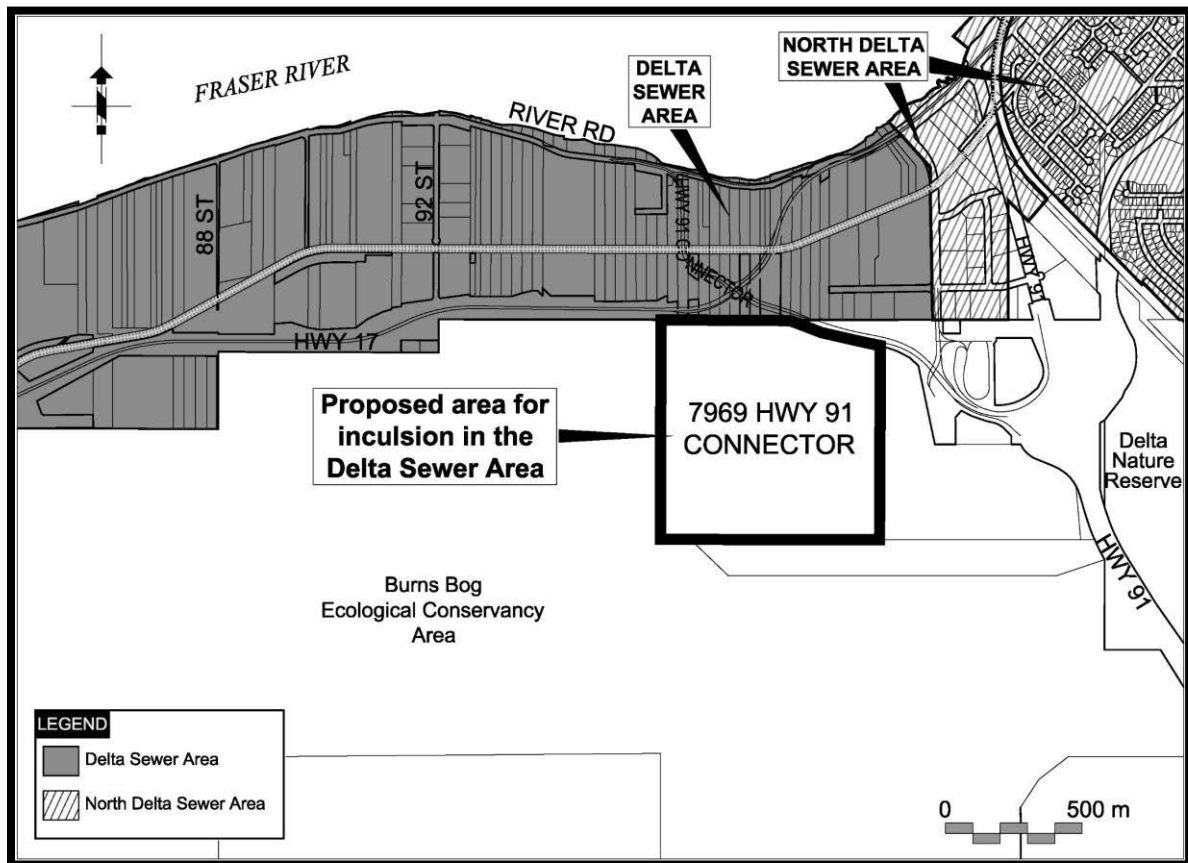 FRASER RIVER
NORTH DELTA
SEWER AREA
DELTA
SEWER
AREA
RIVER RD
88 ST
92 ST
HWY 91 CONNECTOR
HWY 91
HWY 17
Proposed area for
inculsion in the
Delta Sewer Area
7969 HWY 91
CONNECTOR
Delta
Nature
Reserve
HWY 91
Burns Bog
Ecological Conservancy
Area
LEGEND
Delta Sewer Area
North Delta Sewer Area
0 500 m